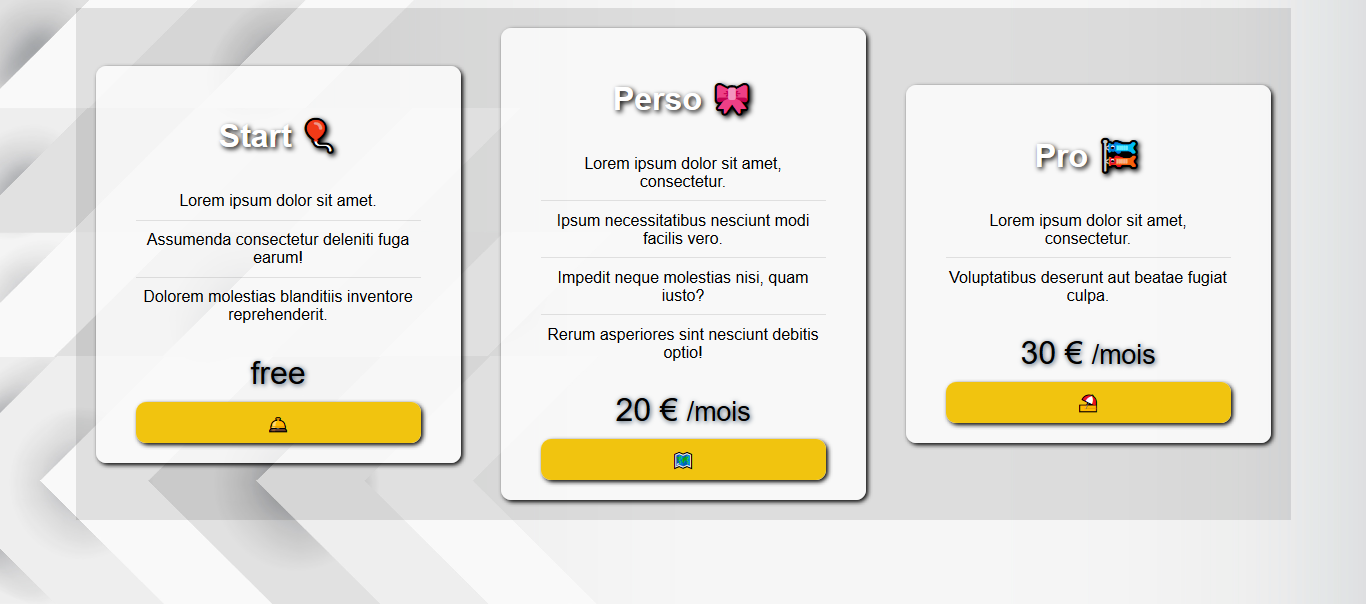 Start
Lorem ipsum dolor sit amet.
Assumenda consectetur deleniti fuga
earum!
Dolorem molestias blanditiis inventore
reprehenderit.
free
Perso
Lorem ipsum dolor sit amet,
consectetur.
Ipsum necessitatibus nesciunt modi
facilis vero.
Impedit neque molestias nisi, quam
iusto?
Rerum asperiores sint nesciunt debitis
optio!
20 € /mois
Pro
Lorem ipsum dolor sit amet,
consectetur.
Voluptatibus deserunt aut beatae fugiat
culpa.
30 € /mois